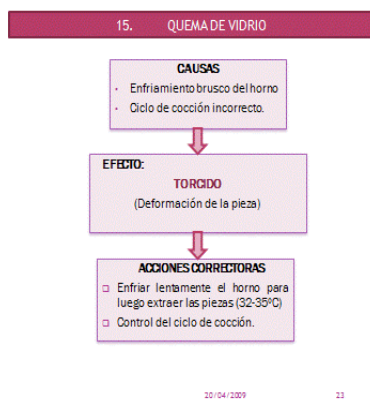 15. QUEMA DE VIDRIO
CAUSAS
• Enfriamiento brusco del horno
• Ciclo de cocción incorrecto.
EFECTO:
TORCIDO
(Deformación de la pieza)
ACCIONES CORRECTORAS
❑ Enfriar lentamente el horno para
luego extraer las piezas (32-35ºC)
❑ Control del ciclo de cocción.
20/04/2009 23